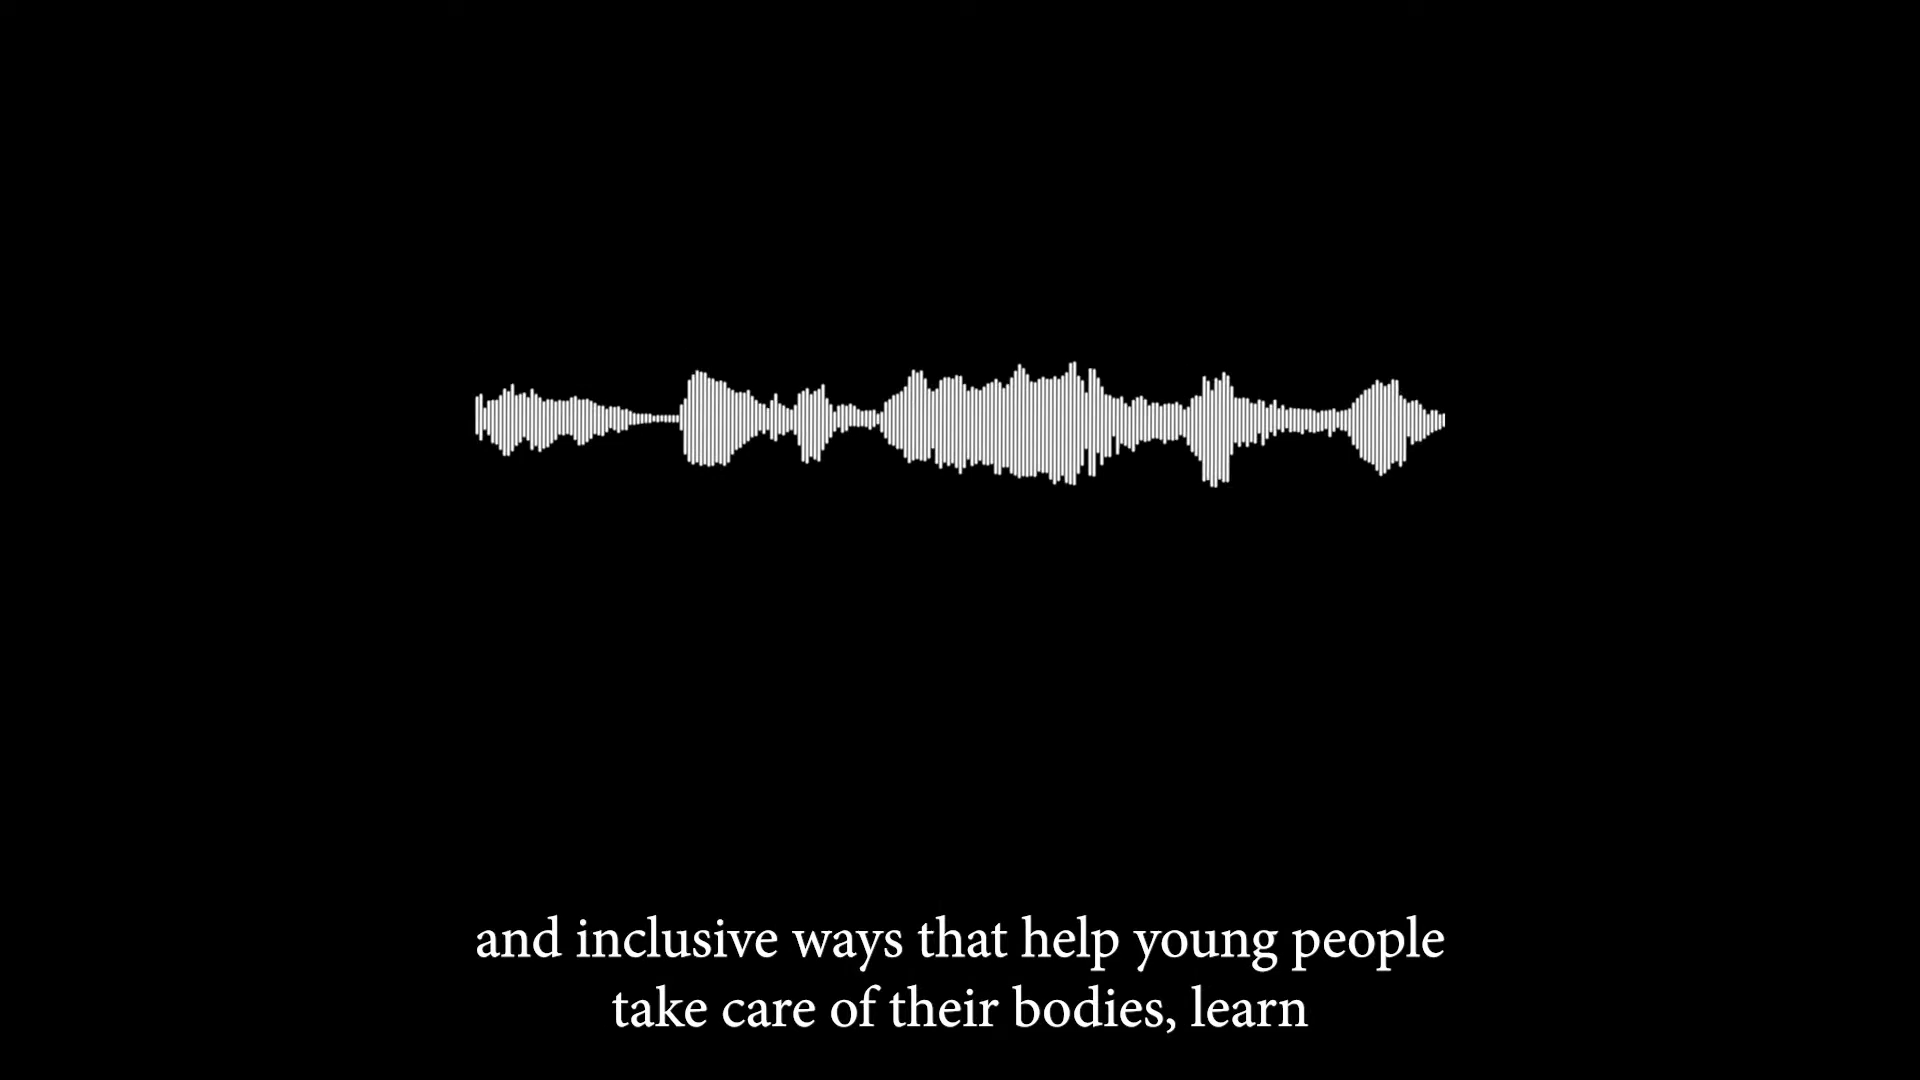 and inclusive ways that help young people
take care of their bodies, learn